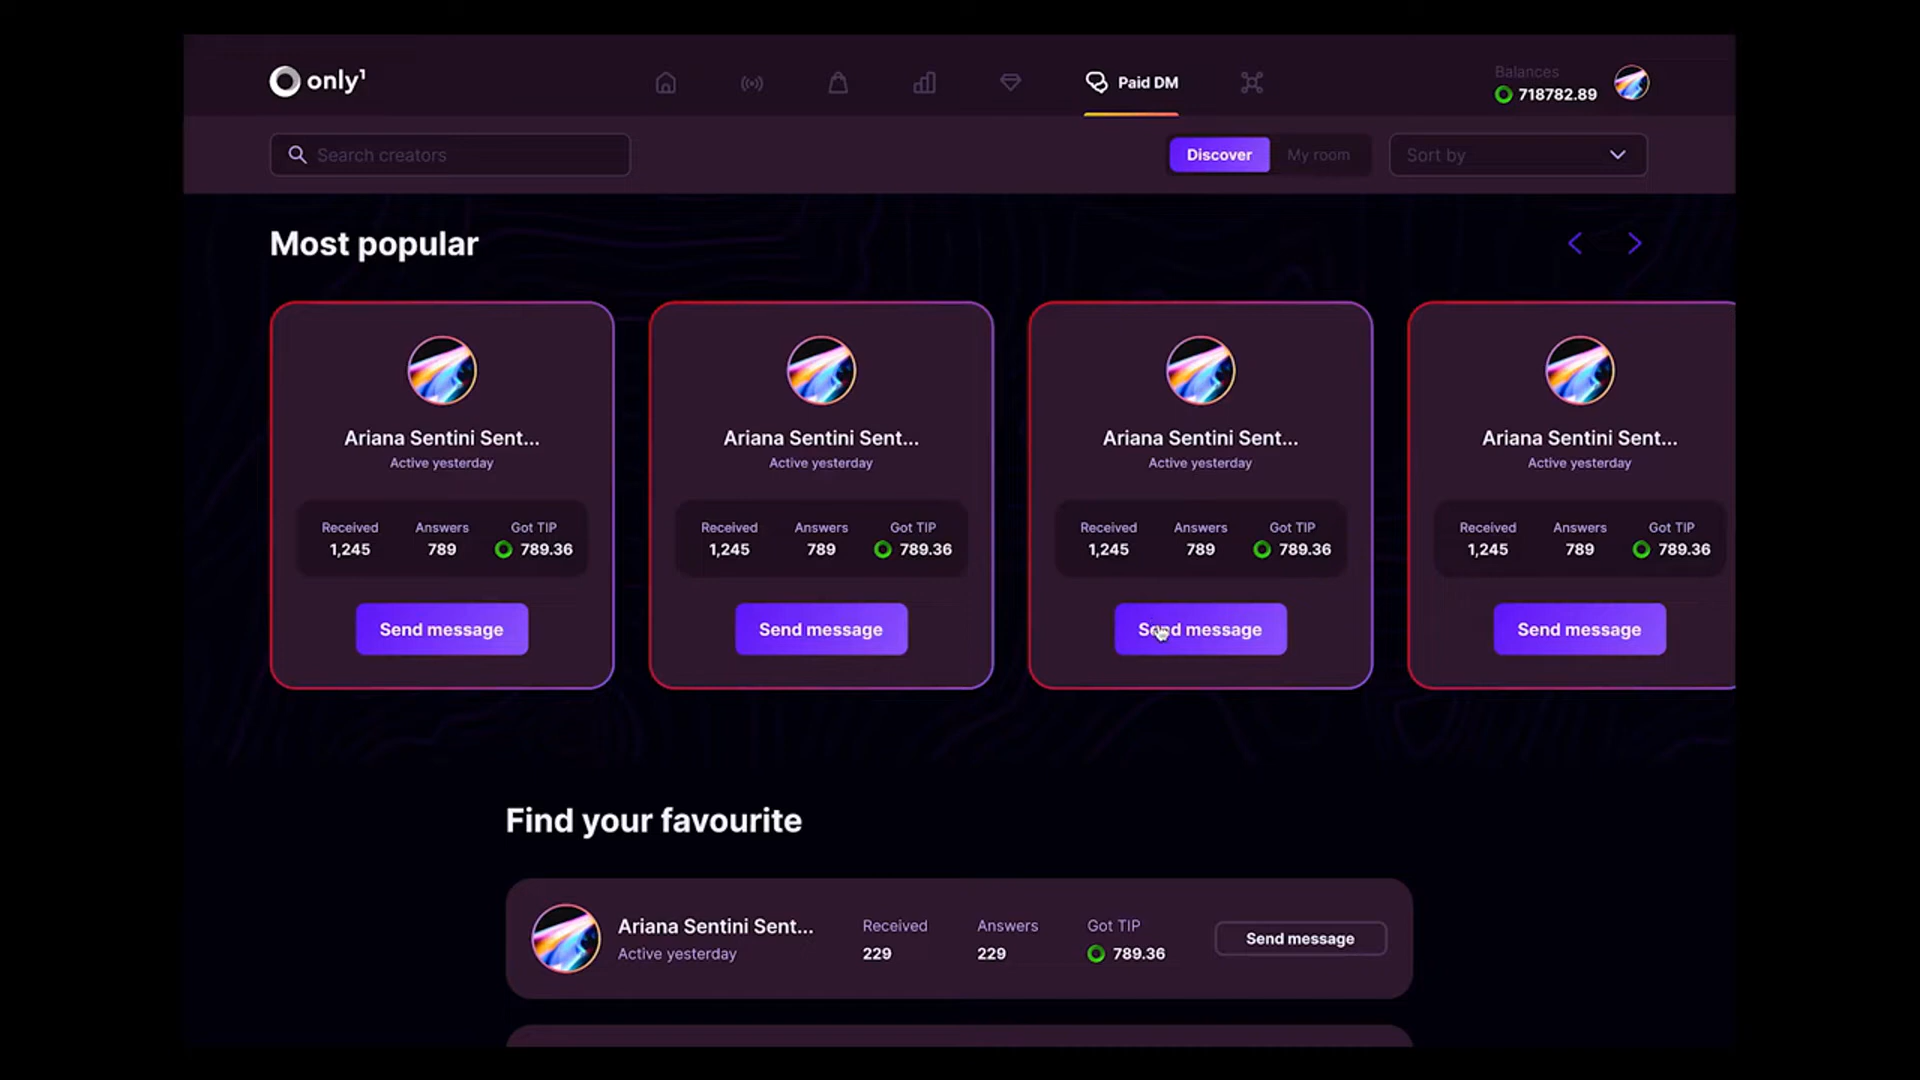 only¹
Paid DM
Balances
718782.89
Search creators
Discover
My room
Sort by
Most popular
Ariana Sentini Sent...
Active yesterday
Received
Answers
Got TIP
1,245
789
789.36
Send message
Ariana Sentini Sent...
Active yesterday
Received
Answers
Got TIP
1,245
789
789.36
Send message
Ariana Sentini Sent...
Active yesterday
Received
Answers
Got TIP
1,245
789
789.36
Send message
Ariana Sentini Sent...
Active yesterday
Received
Answers
Got TIP
1,245
789
789.36
Send message
Find your favourite
Ariana Sentini Sent...
Active yesterday
Received
229
Answers
229
Got TIP
789.36
Send message